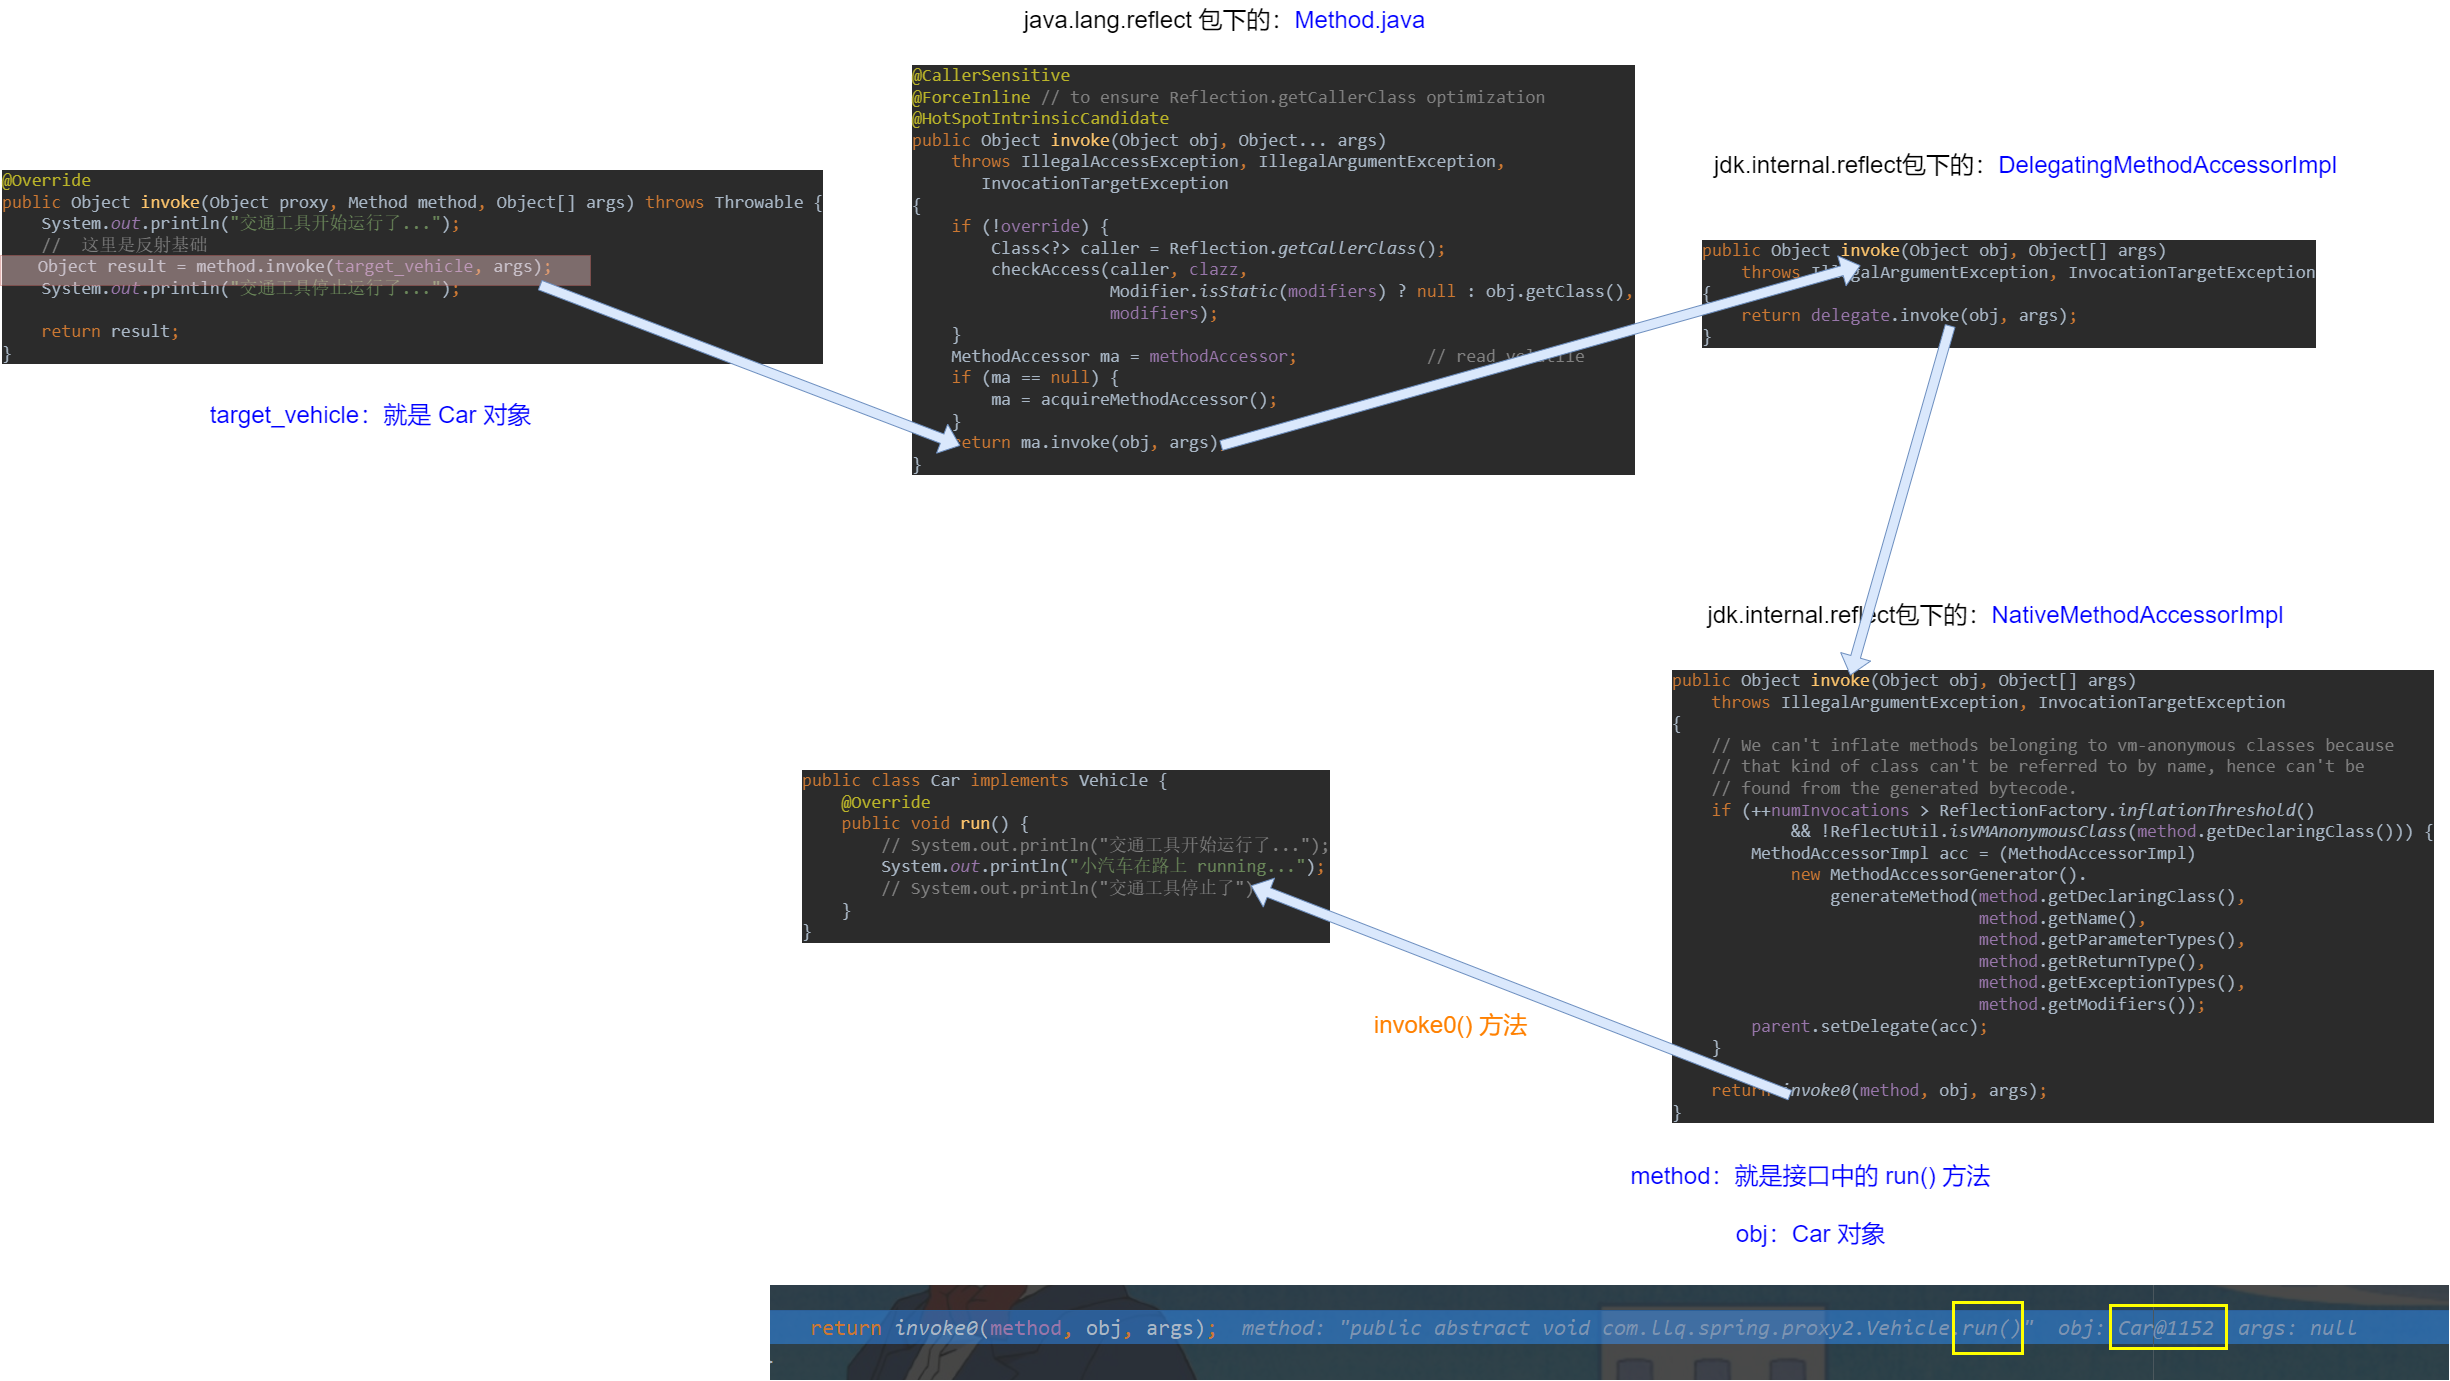 java.lang.reflect 包下的：Method.java
@CallerSensitive
@ForceInline // to ensure Reflection.getCallerClass optimization
@HotSpotIntrinsicCandidate
public Object invoke(Object obj, Object... args)
    throws IllegalAccessException, IllegalArgumentException,
       InvocationTargetException
{
    if (!override) {
        Class<?> caller = Reflection.getCallerClass();
        checkAccess(caller, clazz,
                    Modifier.isStatic(modifiers) ? null : obj.getClass(),
                    modifiers);
    }
    MethodAccessor ma = methodAccessor;             // read volatile
    if (ma == null) {
        ma = acquireMethodAccessor();
    }
    return ma.invoke(obj, args)
}
@Override
public Object invoke(Object proxy, Method method, Object[] args) throws Throwable {
    System.out.println("交通工具开始运行了...");
    //  这里是反射基础
    Object result = method.invoke(target_vehicle, args);
    System.out.println("交通工具停止运行了...");
    return result;
}
target_vehicle：就是 Car 对象
jdk.internal.reflect包下的：DelegatingMethodAccessorImpl
public Object invoke(Object obj, Object[] args)
    throws IllegalArgumentException, InvocationTargetException
{
    return delegate.invoke(obj, args);
}
jdk.internal.reflect包下的：NativeMethodAccessorImpl
public Object invoke(Object obj, Object[] args)
    throws IllegalArgumentException, InvocationTargetException
{
    // We can't inflate methods belonging to vm-anonymous classes because
    // that kind of class can't be referred to by name, hence can't be
    // found from the generated bytecode.
    if (++numInvocations > ReflectionFactory.inflationThreshold()
            && !ReflectUtil.isVMAnonymousClass(method.getDeclaringClass())) {
        MethodAccessorImpl acc = (MethodAccessorImpl)
            new MethodAccessorGenerator().
                generateMethod(method.getDeclaringClass(),
                               method.getName(),
                               method.getParameterTypes(),
                               method.getReturnType(),
                               method.getExceptionTypes(),
                               method.getModifiers());
        parent.setDelegate(acc);
    }
    return invoke0(method, obj, args);
}
public class Car implements Vehicle {
    @Override
    public void run() {
        // System.out.println("交通工具开始运行了...");
        System.out.println("小汽车在路上 running...");
        // System.out.println("交通工具停止了")
    }
}
invoke0() 方法
method：就是接口中的 run() 方法
obj：Car 对象
return invoke0(method, obj, args);  method: "public abstract void com.llq.spring.proxy2.Vehicle.run()"  obj: Car@1152  args: null